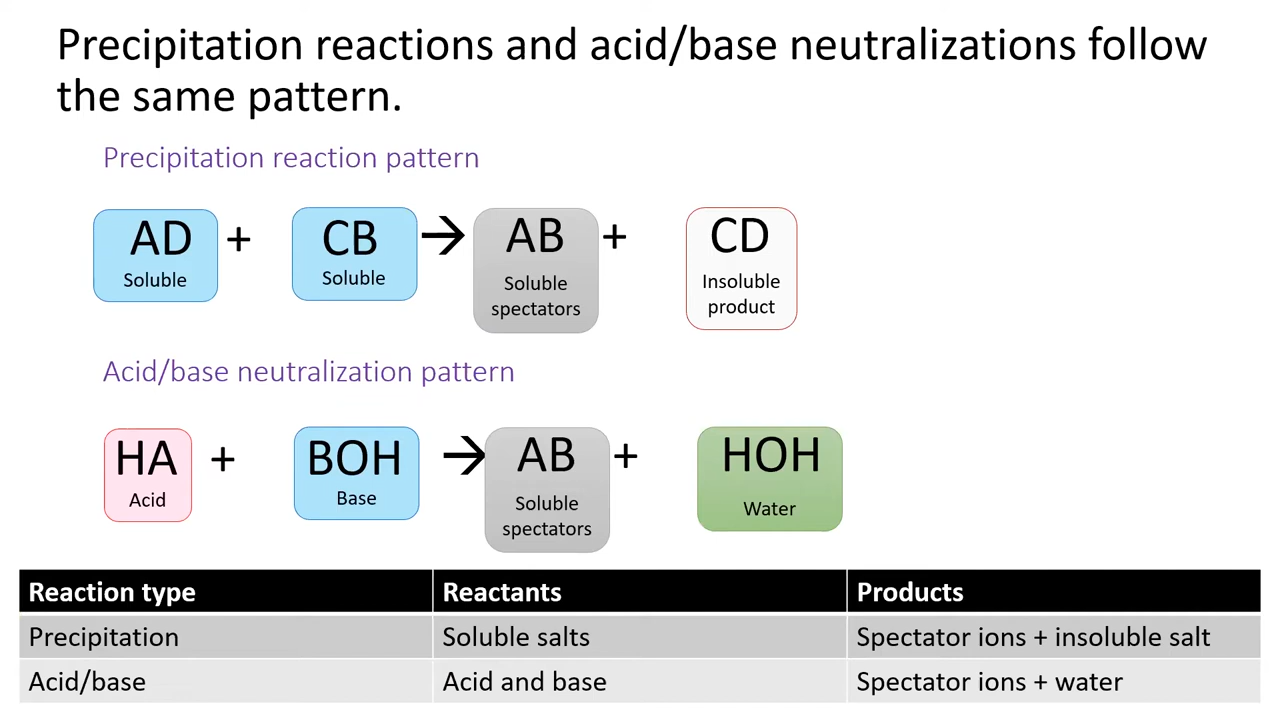 Precipitation reactions and acid/base neutralizations follow
the same pattern.
Precipitation reaction pattern
AD + CB → AB + CD
Soluble Soluble Soluble spectators Insoluble product
Acid/base neutralization pattern
HA + BOH → AB + HOH
Acid Base Soluble spectators Water
Reaction type Reactants Products
Precipitation Soluble salts Spectator ions + insoluble salt
Acid/base Acid and base Spectator ions + water